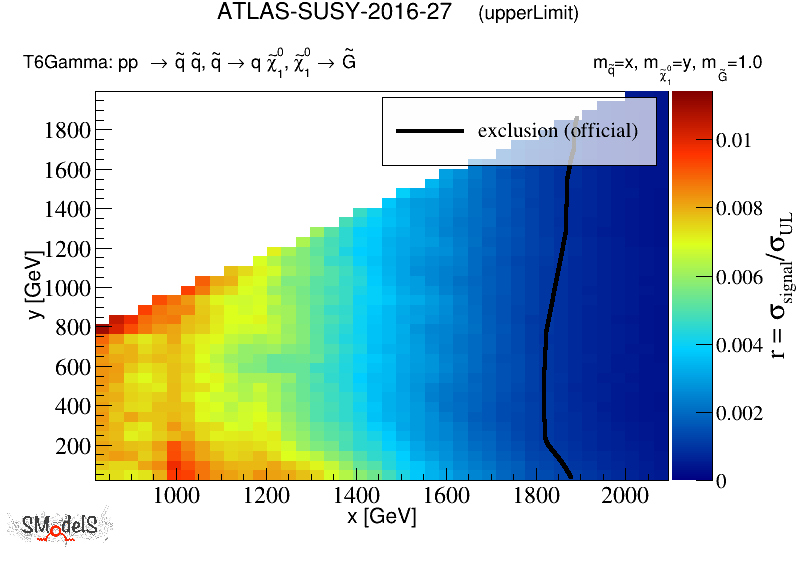 ATLAS-SUSY-2016-27 (upperLimit)
T6Gamma: pp → q̃ q̃, q̃ → q χ̃₁⁰, χ̃₁⁰ → G̃
m_q̃=x, m_χ̃₁⁰=y, m_G̃=1.0
exclusion (official)
y [GeV]
1800
1600
1400
1200
1000
800
600
400
200
1000 1200 1400 1600 1800 2000
x [GeV]
0.01
0.008
0.006
0.004
0.002
0
r = σ_signal/σ_UL
SModelS